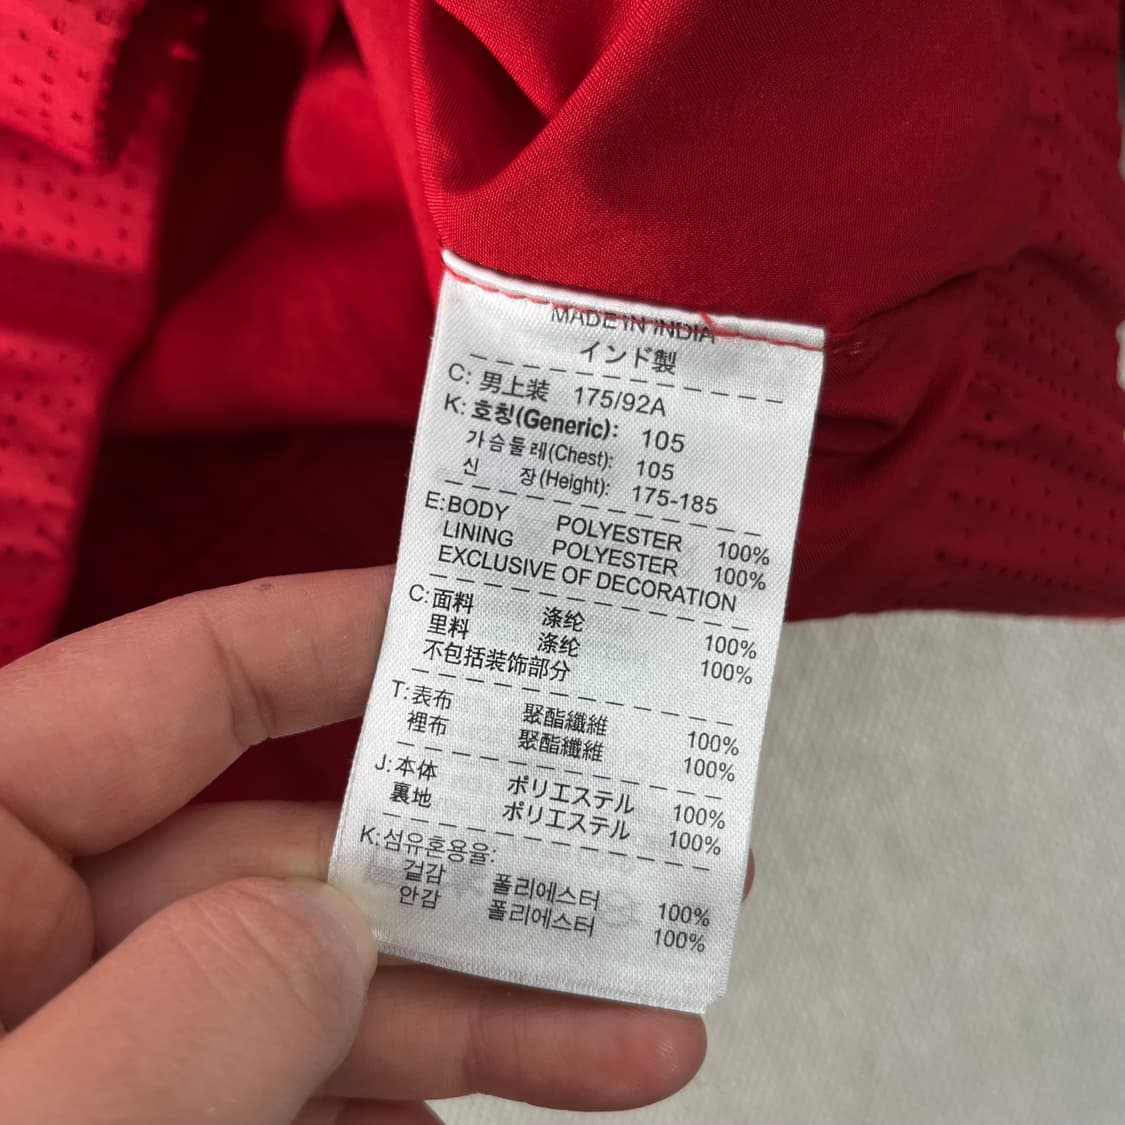 MADE IN INDIA
インド製
C: 男上装 175/92A
K: 호칭(Generic): 105
가슴둘레(Chest): 105
신 장(Height): 175-185
E:BODY POLYESTER 100%
LINING POLYESTER 100%
EXCLUSIVE OF DECORATION
C:面料 涤纶 100%
里料 涤纶 100%
不包括装饰部分
T:表布 聚酯纖維 100%
裡布 聚酯纖維 100%
J:本体 ポリエステル 100%
裏地 ポリエステル 100%
K:섬유혼용율:
겉감 폴리에스터 100%
안감 폴리에스터 100%